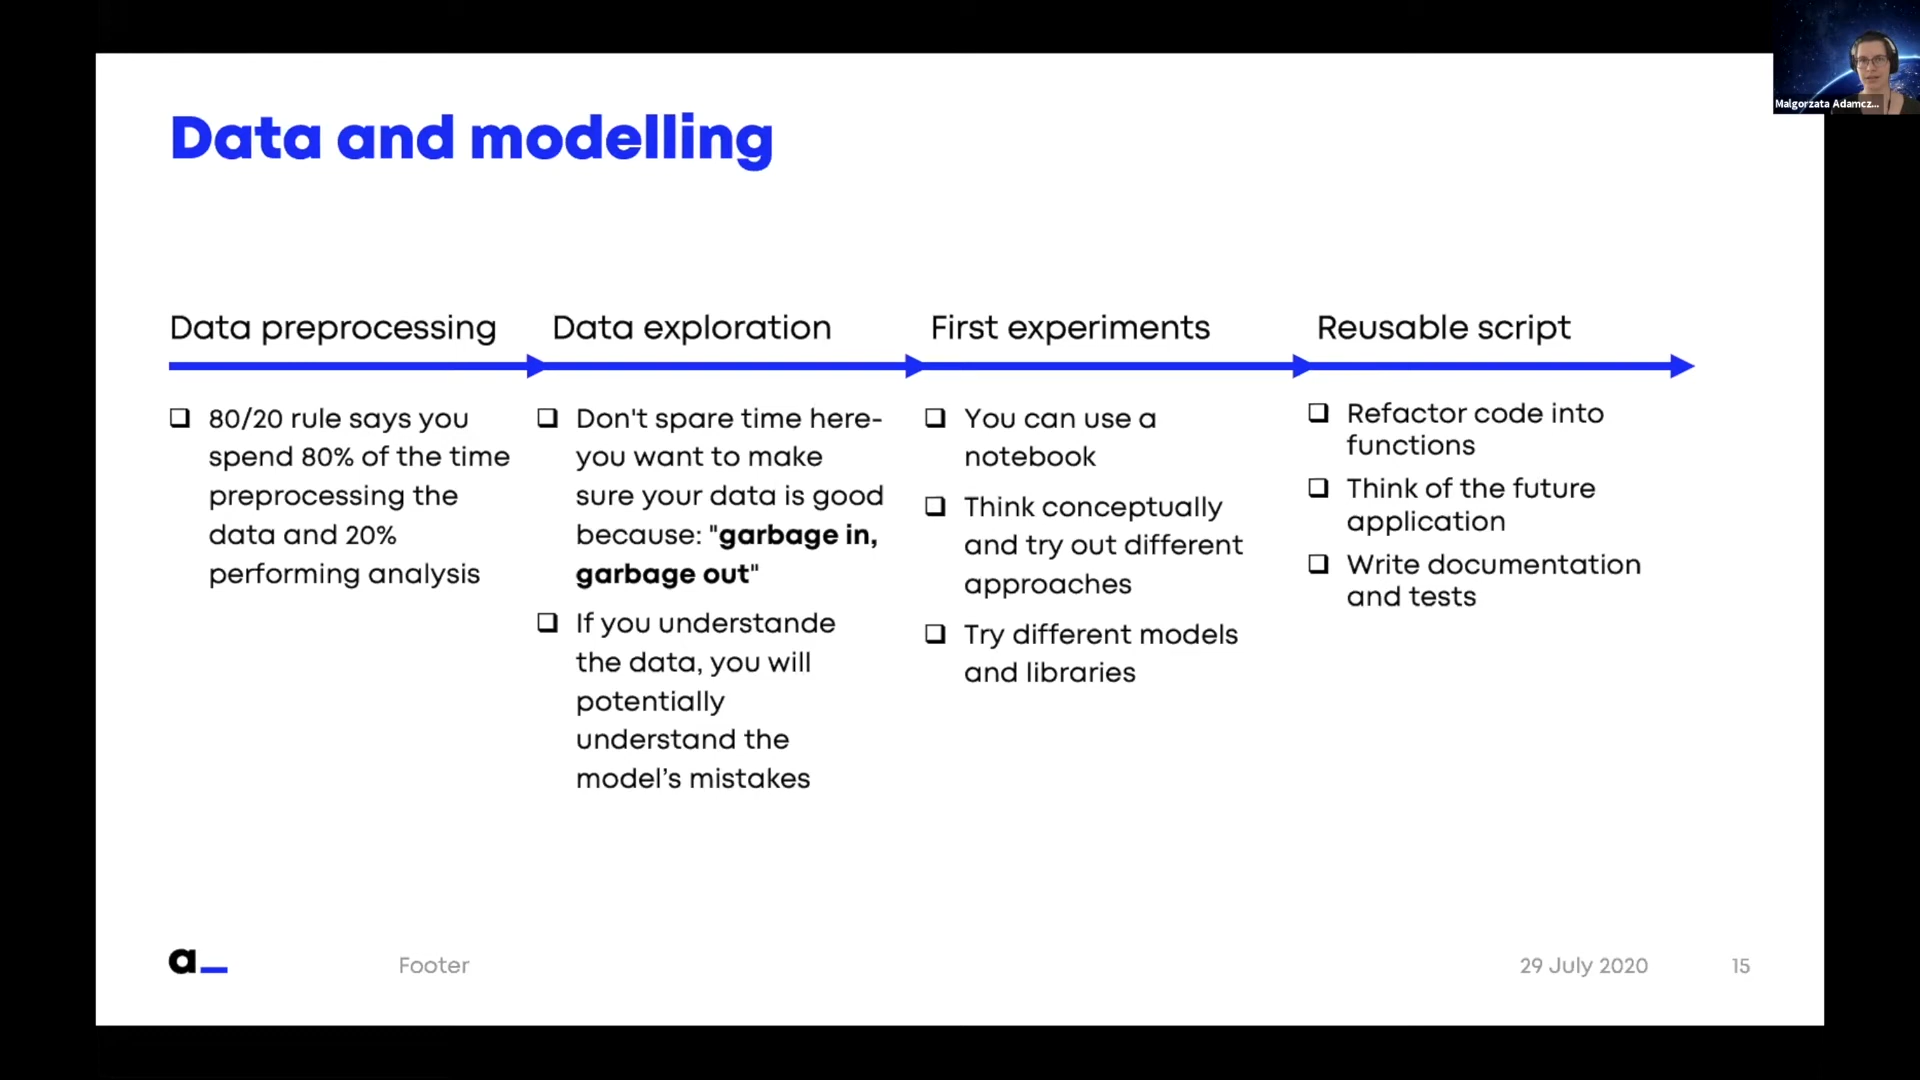 Malgorzata Adamcz...
Data and modelling
Data preprocessing
80/20 rule says you
spend 80% of the time
preprocessing the
data and 20%
performing analysis
Data exploration
Don't spare time here-
you want to make
sure your data is good
because: "garbage in,
garbage out"
If you understande
the data, you will
potentially
understand the
model’s mistakes
First experiments
You can use a
notebook
Think conceptually
and try out different
approaches
Try different models
and libraries
Reusable script
Refactor code into
functions
Think of the future
application
Write documentation
and tests
a_
Footer
29 July 2020
15